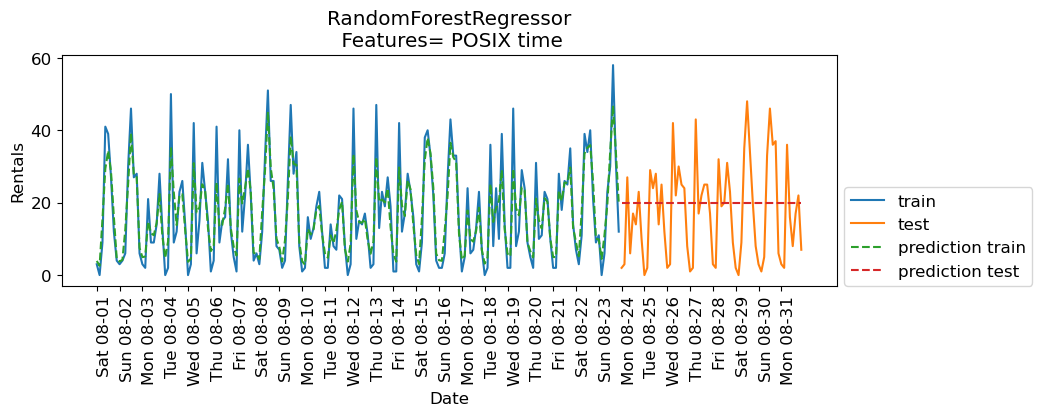 RandomForestRegressor
Features= POSIX time
Rentals
60
40
20
0
Sat 08-01
Sun 08-02
Mon 08-03
Tue 08-04
Wed 08-05
Thu 08-06
Fri 08-07
Sat 08-08
Sun 08-09
Mon 08-10
Tue 08-11
Wed 08-12
Thu 08-13
Fri 08-14
Sat 08-15
Sun 08-16
Mon 08-17
Tue 08-18
Wed 08-19
Thu 08-20
Fri 08-21
Sat 08-22
Sun 08-23
Mon 08-24
Tue 08-25
Wed 08-26
Thu 08-27
Fri 08-28
Sat 08-29
Sun 08-30
Mon 08-31
Date
train
test
prediction train
prediction test